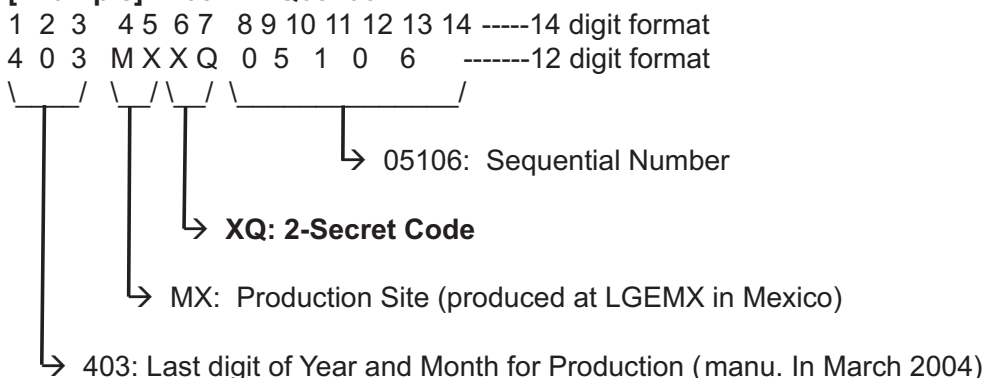 1 2 3 4 5 6 7 8 9 10 11 12 13 14 -----14 digit format
4 0 3 M X X Q 0 5 1 0 6 -------12 digit format
05106: Sequential Number
XQ: 2-Secret Code
MX: Production Site (produced at LGEMX in Mexico)
403: Last digit of Year and Month for Production (manu. In March 2004)